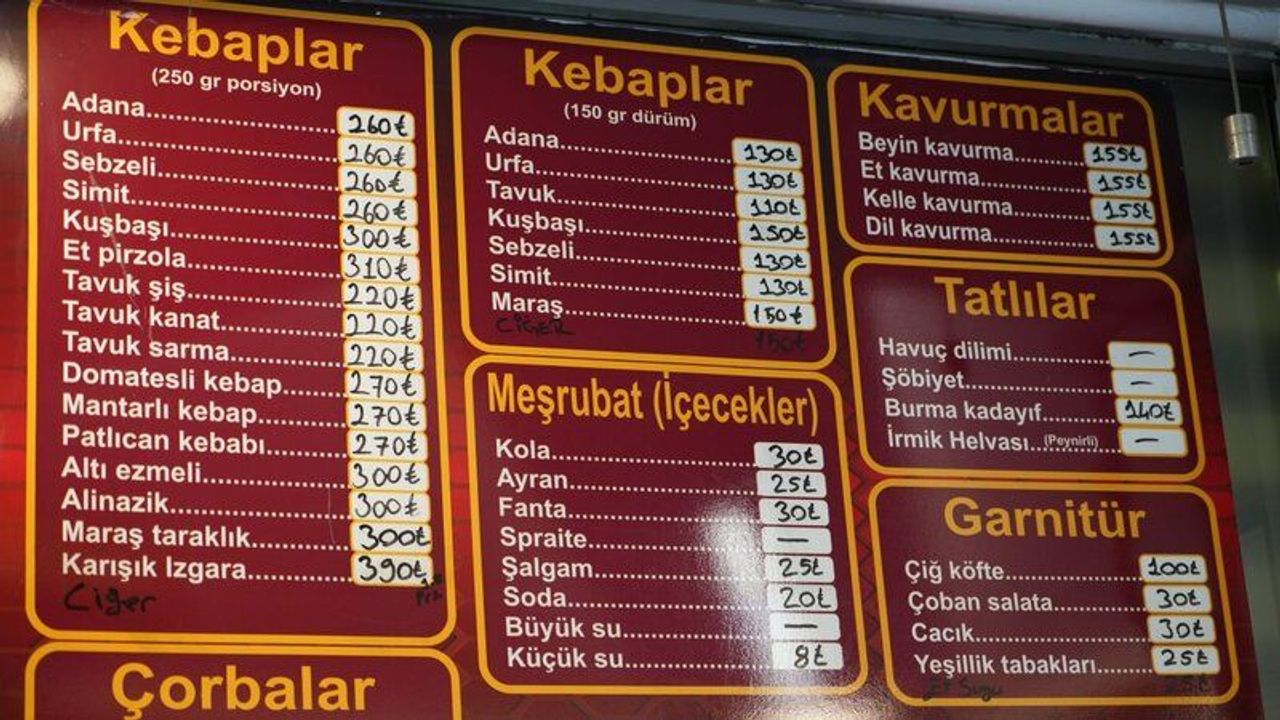 Kebaplar
(250 gr porsiyon)
Adana 260₺
Urfa 260₺
Sebzeli 260₺
Simit 260₺
Kuşbaşı 300₺
Et pirzola 310₺
Tavuk şiş 220₺
Tavuk kanat 220₺
Tavuk sarma 220₺
Domatesli kebap 270₺
Mantarlı kebap 270₺
Patlıcan kebabı 270₺
Altı ezmeli 300₺
Alinazik 300₺
Maraş taraklık 300₺
Karışık Izgara 390₺
Ciğer
Çorbalar
Kebaplar
(150 gr dürüm)
Adana 130₺
Urfa 130₺
Tavuk 110₺
Kuşbaşı 150₺
Sebzeli 130₺
Simit 130₺
Maraş 150₺
CİĞER 150₺
Meşrubat (İçecekler)
Kola 30₺
Ayran 25₺
Fanta 30₺
Spraite —
Şalgam 25₺
Soda 20₺
Büyük su —
Küçük su 8₺
Kavurmalar
Beyin kavurma 155₺
Et kavurma 155₺
Kelle kavurma 155₺
Dil kavurma 155₺
Tatlılar
Havuç dilimi —
Şöbiyet —
Burma kadayıf 140₺
İrmik Helvası (Peynirli) —
Garnitür
Çiğ köfte 100₺
Çoban salata 30₺
Cacık 30₺
Yeşillik tabakları 25₺
Et Suyu 25₺